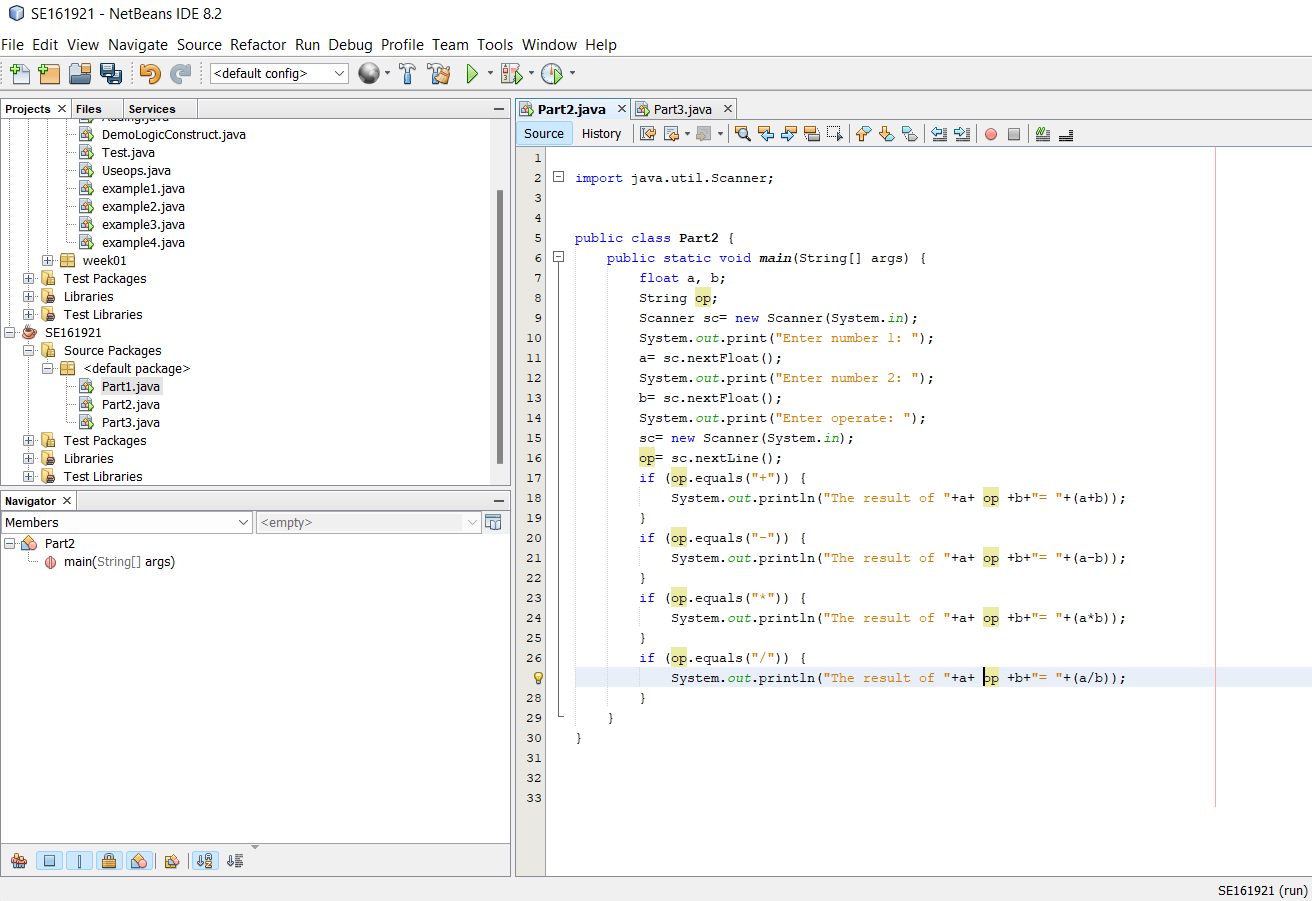 SE161921 - NetBeans IDE 8.2
File Edit View Navigate Source Refactor Run Debug Profile Team Tools Window Help
<default config>
Projects Files Services
Adding.java
DemoLogicConstruct.java
Test.java
Useops.java
example1.java
example2.java
example3.java
example4.java
week01
Test Packages
Libraries
Test Libraries
SE161921
Source Packages
<default package>
Part1.java
Part2.java
Part3.java
Test Packages
Libraries
Test Libraries
Navigator
Members <empty>
Part2
main(String[] args)
Part2.java Part3.java
Source History
1
2 import java.util.Scanner;
3
4
5 public class Part2 {
6 public static void main(String[] args) {
7 float a, b;
8 String op;
9 Scanner sc= new Scanner(System.in);
10 System.out.print("Enter number 1: ");
11 a= sc.nextFloat();
12 System.out.print("Enter number 2: ");
13 b= sc.nextFloat();
14 System.out.print("Enter operate: ");
15 sc= new Scanner(System.in);
16 op= sc.nextLine();
17 if (op.equals("+")) {
18 System.out.println("The result of "+a+ op +b+"= "+(a+b));
19 }
20 if (op.equals("-")) {
21 System.out.println("The result of "+a+ op +b+"= "+(a-b));
22 }
23 if (op.equals("*")) {
24 System.out.println("The result of "+a+ op +b+"= "+(a*b));
25 }
26 if (op.equals("/")) {
System.out.println("The result of "+a+ op +b+"= "+(a/b));
28 }
29 }
30 }
31
32
33
SE161921 (run)